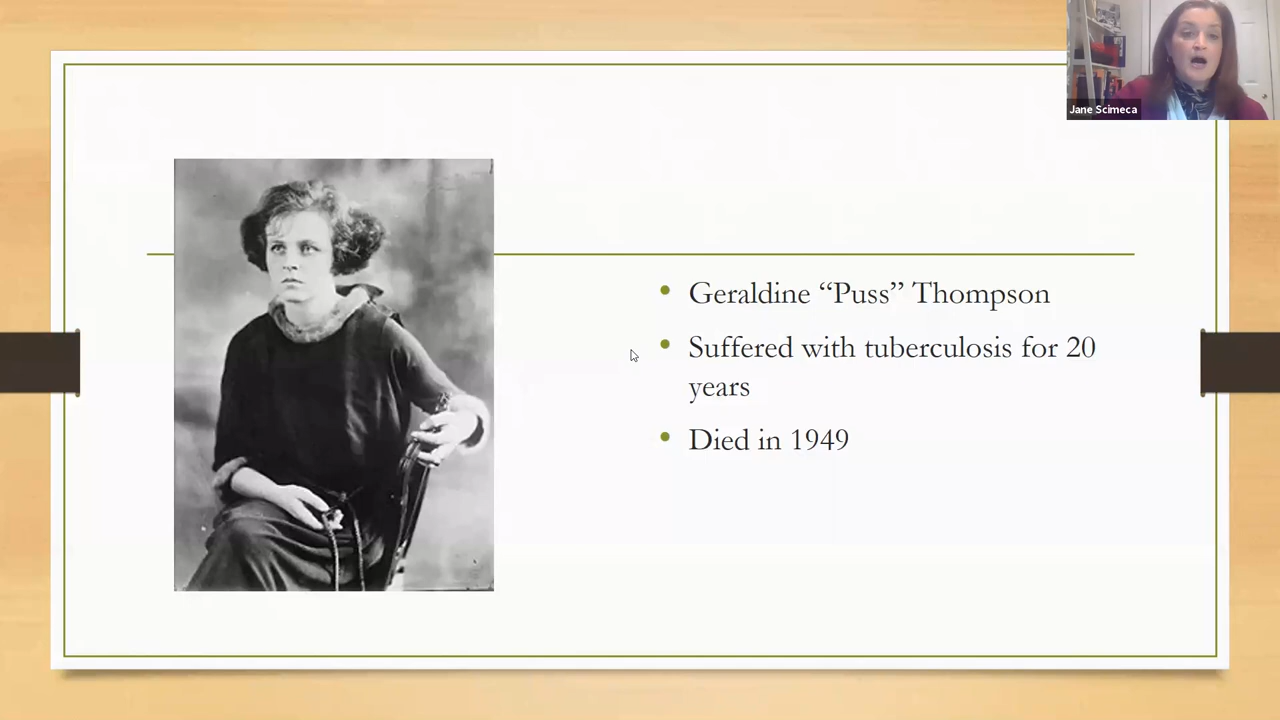 Jane Scimeca
Geraldine “Puss” Thompson
Suffered with tuberculosis for 20
years
Died in 1949